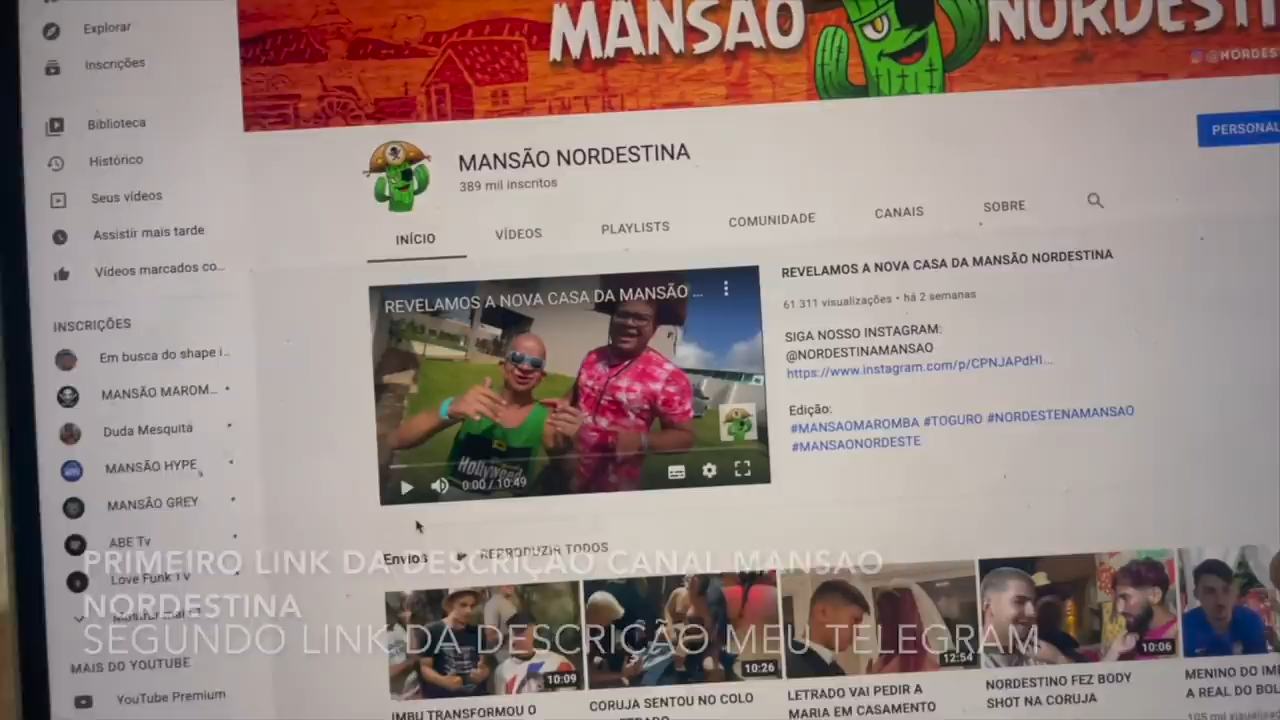 Explorar
Inscrições
Biblioteca
Histórico
Seus vídeos
Assistir mais tarde
Vídeos marcados co...
INSCRIÇÕES
Em busca do shape i...
MANSÃO MAROM...
Duda Mesquita
MANSÃO HYPE
MANSÃO GREY
ABE Tv
Love Funk TV
MAIS DO YOUTUBE
YouTube Premium
MANSÃO NORDESTI
@NORDES
MANSÃO NORDESTINA
389 mil inscritos
PERSONAL
INÍCIO
VÍDEOS
PLAYLISTS
COMUNIDADE
CANAIS
SOBRE
REVELAMOS A NOVA CASA DA MANSÃO ...
Hollywood
0:00 / 10:49
REVELAMOS A NOVA CASA DA MANSÃO NORDESTINA
61 311 visualizações • há 2 semanas
SIGA NOSSO INSTAGRAM:
@NORDESTINAMANSAO
https://www.instagram.com/p/CPNJAPdHI...
Edição:
#MANSAOMAROMBA #TOGURO #NORDESTENAMANSAO
#MANSAONORDESTE
Envios
REPRODUZIR TODOS
PRIMEIRO LINK DA DESCRIÇÃO CANAL MANSAO
NORDESTINA
SEGUNDO LINK DA DESCRIÇÃO MEU TELEGRAM
10:09
10:26
12:54
10:06
IMBU TRANSFORMOU O
CORUJA SENTOU NO COLO
LETRADO VAI PEDIR A
MARIA EM CASAMENTO
NORDESTINO FEZ BODY
SHOT NA CORUJA
MENINO DO IM
A REAL DO BOL